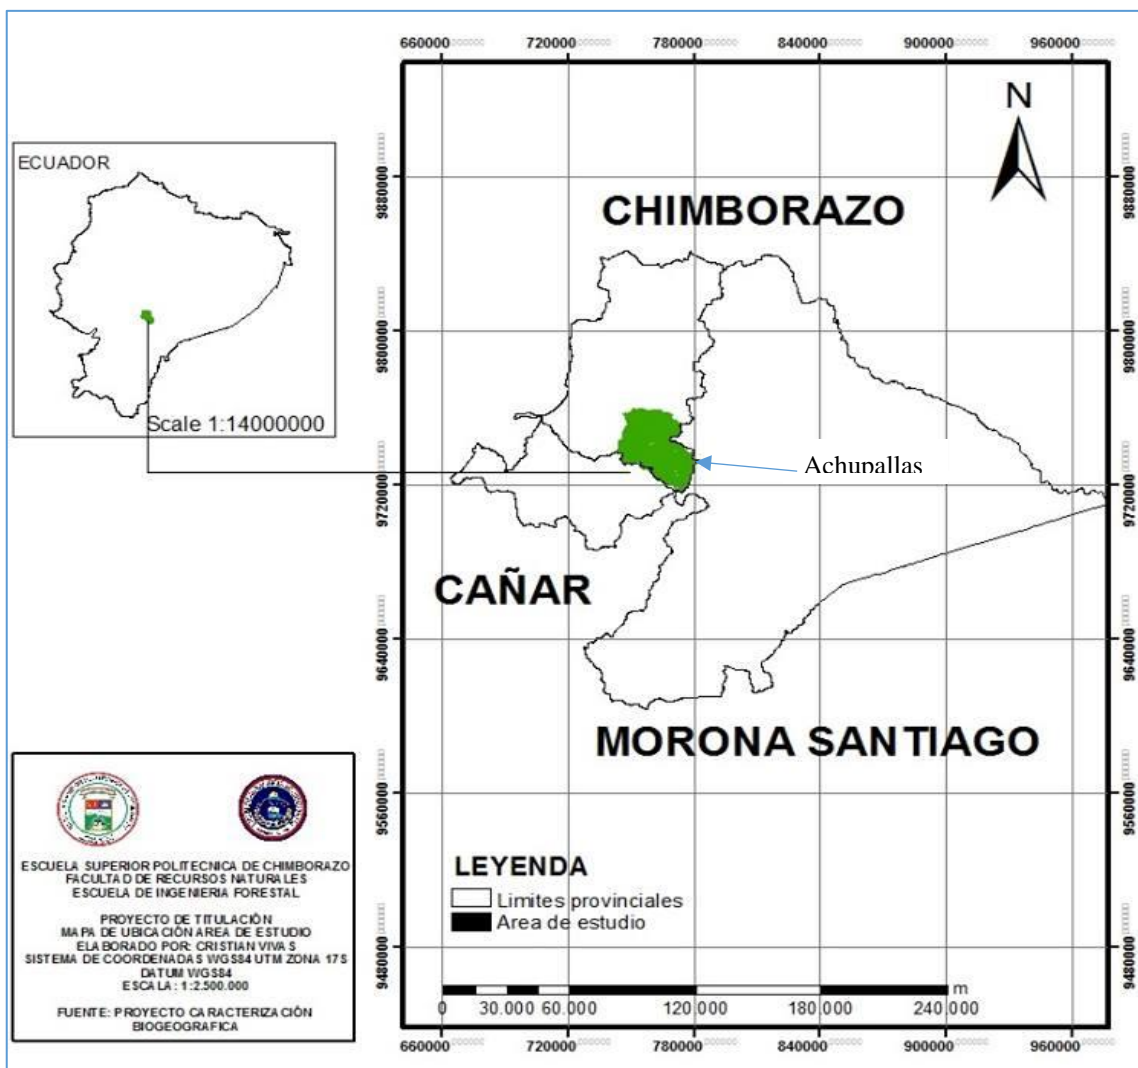 660000 720000 780000 840000 900000 960000
N
ECUADOR
9880000 9880000
CHIMBORAZO
9800000 9800000
Scale 1:14000000
Achupallas
9720000 9720000
CAÑAR
9640000 9640000
MORONA SANTIAGO
9560000 9560000
LEYENDA
Limites provinciales
Area de estudio
9480000 9480000
m
0 30.000 60.000 120.000 180.000 240.000
660000 720000 780000 840000 900000 960000
ESCUELA SUPERIOR POLITECNICA DE CHIMBORAZO
FACULTAD DE RECURSOS NATURALES
ESCUELA DE INGENIERIA FORESTAL
PROYECTO DE TITULACIÓN
MAPA DE UBICACIÓN AREA DE ESTUDIO
ELABORADO POR: CRISTIAN VIVAS
SISTEMA DE COORDENADAS WGS84 UTM ZONA 17S
DATUM WGS84
ESCALA : 1:2.500.000
FUENTE: PROYECTO CARACTERIZACIÓN
BIOGEOGRAFICA